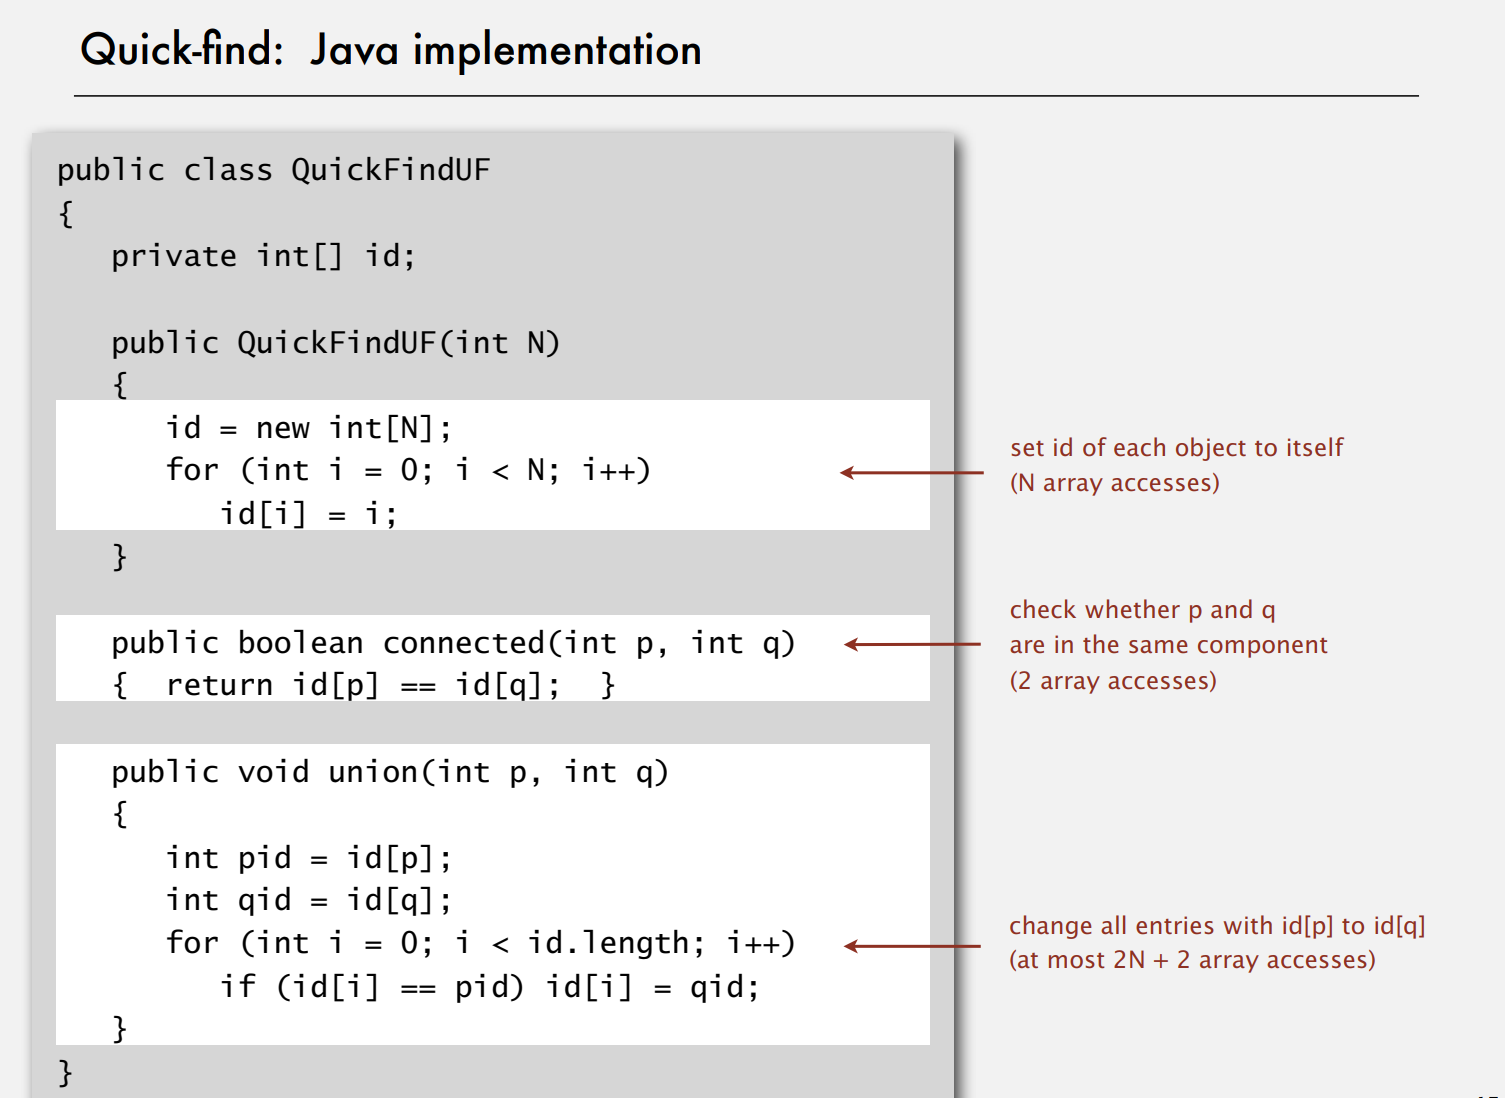 Quick-find: Java implementation
public class QuickFindUF
{
private int[] id;
public QuickFindUF(int N)
{
id = new int[N];
for (int i = 0; i < N; i++)
id[i] = i;
}
set id of each object to itself
(N array accesses)
public boolean connected(int p, int q)
{ return id[p] == id[q]; }
check whether p and q
are in the same component
(2 array accesses)
public void union(int p, int q)
{
int pid = id[p];
int qid = id[q];
for (int i = 0; i < id.length; i++)
if (id[i] == pid) id[i] = qid;
}
change all entries with id[p] to id[q]
(at most 2N + 2 array accesses)
}